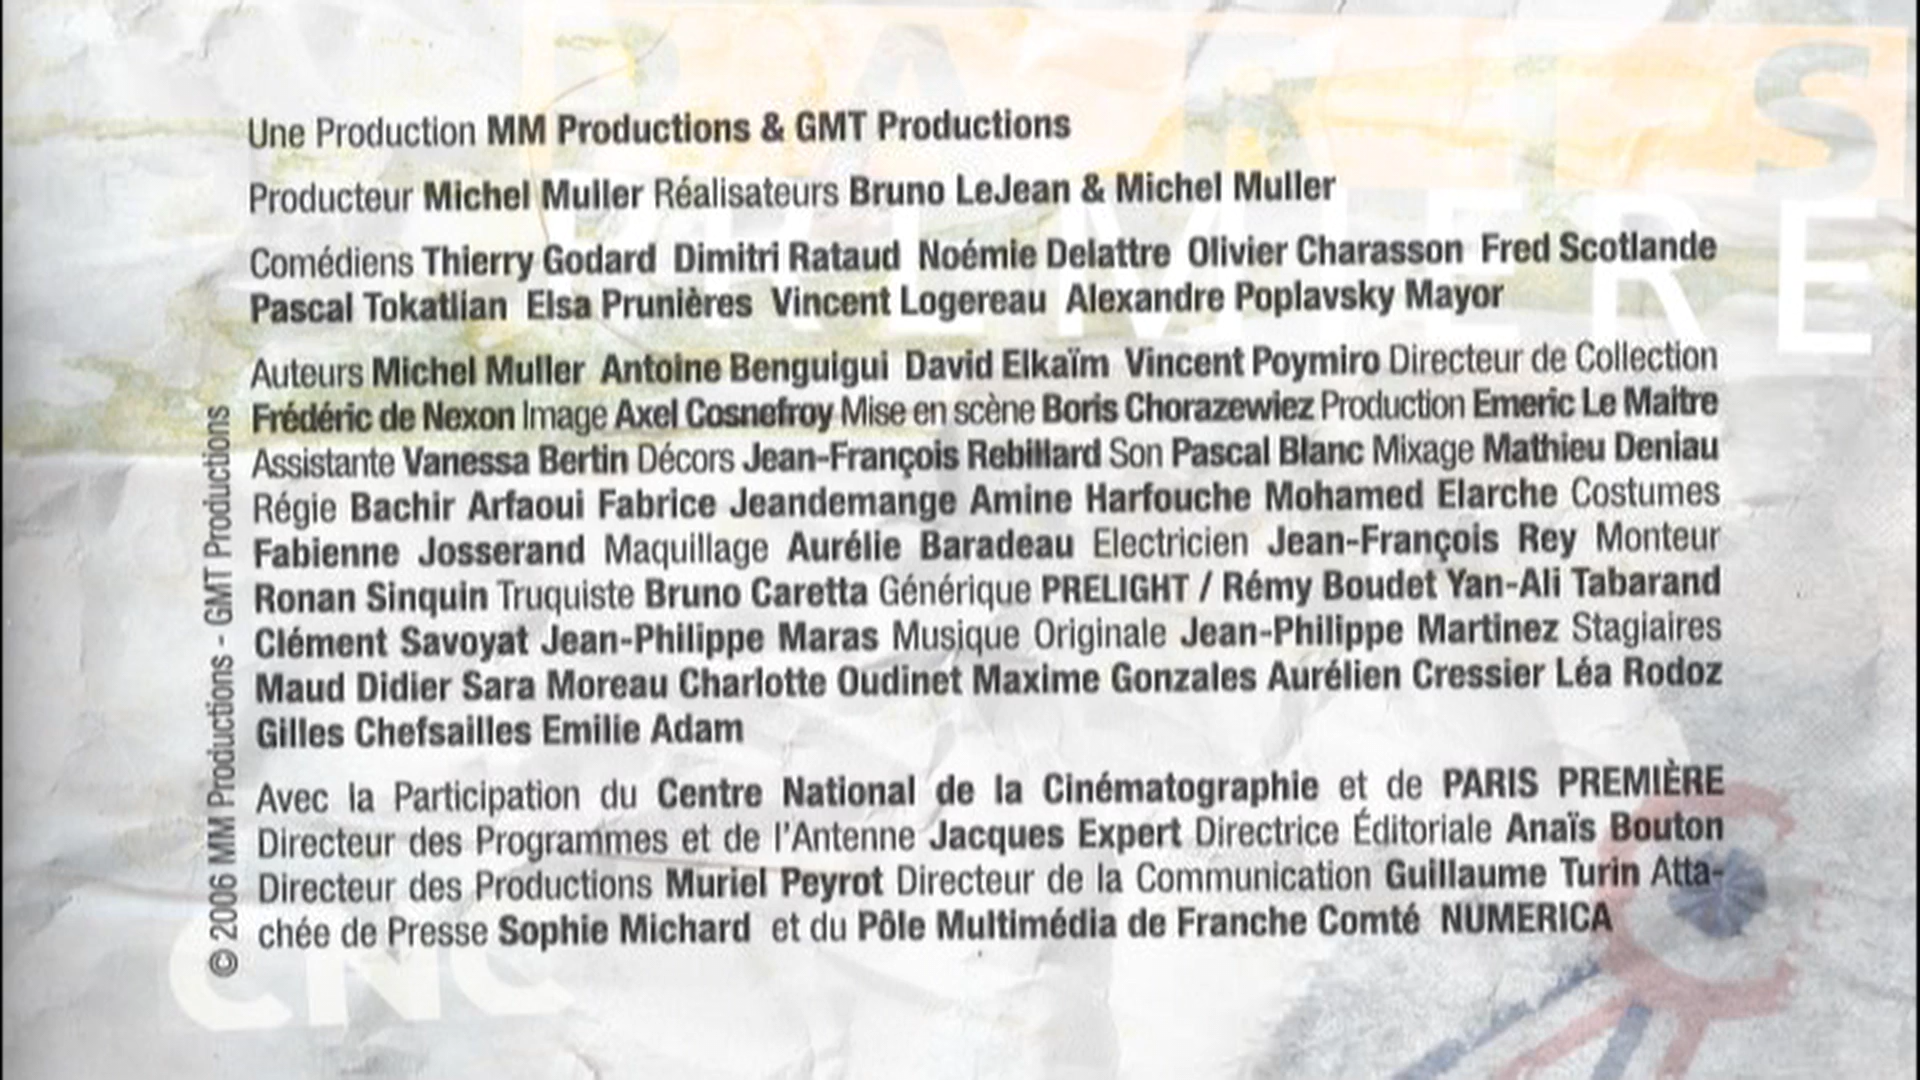 PARIS
PREMIERE
Une Production MM Productions & GMT Productions
Producteur Michel Muller Réalisateurs Bruno LeJean & Michel Muller
Comédiens Thierry Godard Dimitri Rataud Noémie Delattre Olivier Charasson Fred Scotlande
Pascal Tokatlian Elsa Prunières Vincent Logereau Alexandre Poplavsky Mayor
Auteurs Michel Muller Antoine Benguigui David Elkaïm Vincent Poymiro Directeur de Collection
Frédéric de Nexon Image Axel Cosnefroy Mise en scène Boris Chorazewiez Production Emeric Le Maitre
Assistante Vanessa Bertin Décors Jean-François Rebillard Son Pascal Blanc Mixage Mathieu Deniau
Régie Bachir Arfaoui Fabrice Jeandemange Amine Harfouche Mohamed Elarche Costumes
Fabienne Josserand Maquillage Aurélie Baradeau Electricien Jean-François Rey Monteur
Ronan Sinquin Truquiste Bruno Caretta Générique PRELIGHT / Rémy Boudet Yan-Ali Tabarand
Clément Savoyat Jean-Philippe Maras Musique Originale Jean-Philippe Martinez Stagiaires
Maud Didier Sara Moreau Charlotte Oudinet Maxime Gonzales Aurélien Cressier Léa Rodoz
Gilles Chefsailles Emilie Adam
Avec la Participation du Centre National de la Cinématographie et de PARIS PREMIÈRE
Directeur des Programmes et de l'Antenne Jacques Expert Directrice Éditoriale Anaïs Bouton
Directeur des Productions Muriel Peyrot Directeur de la Communication Guillaume Turin Atta-
chée de Presse Sophie Michard et du Pôle Multimédia de Franche Comté NUMERICA
© 2006 MM Productions - GMT Productions
CNC